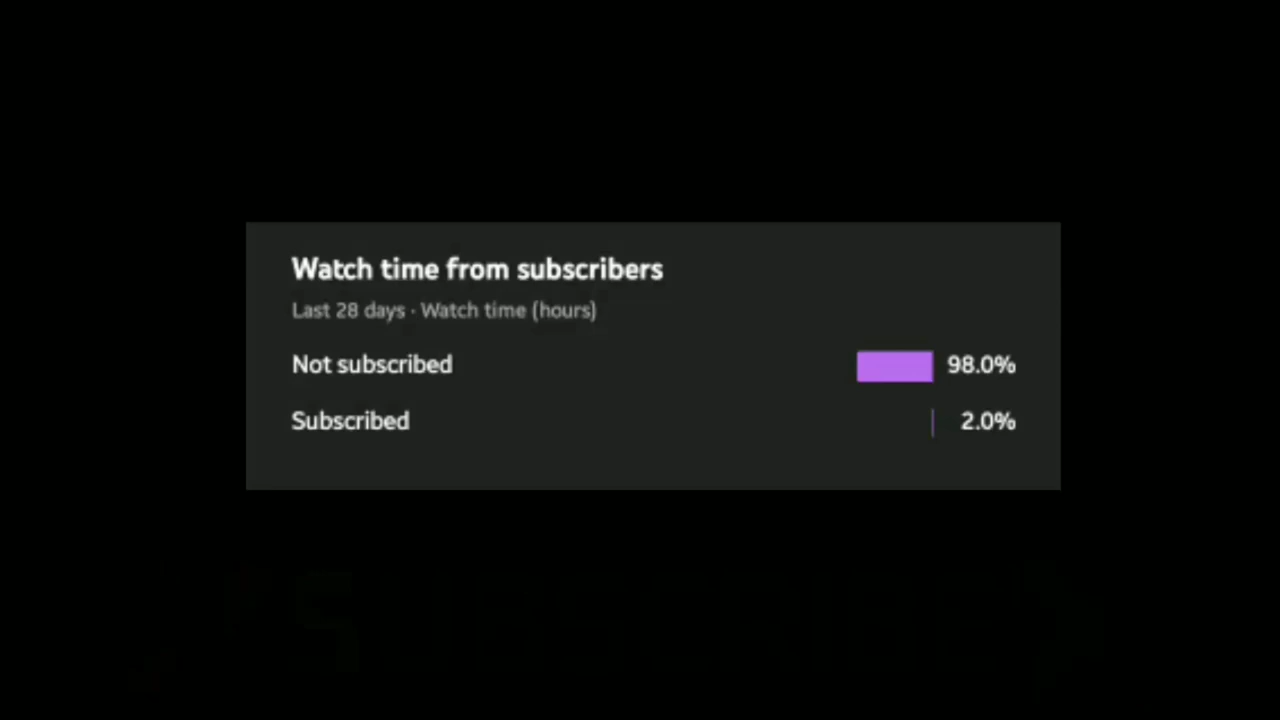 Watch time from subscribers
Last 28 days · Watch time (hours)
Not subscribed 98.0%
Subscribed 2.0%